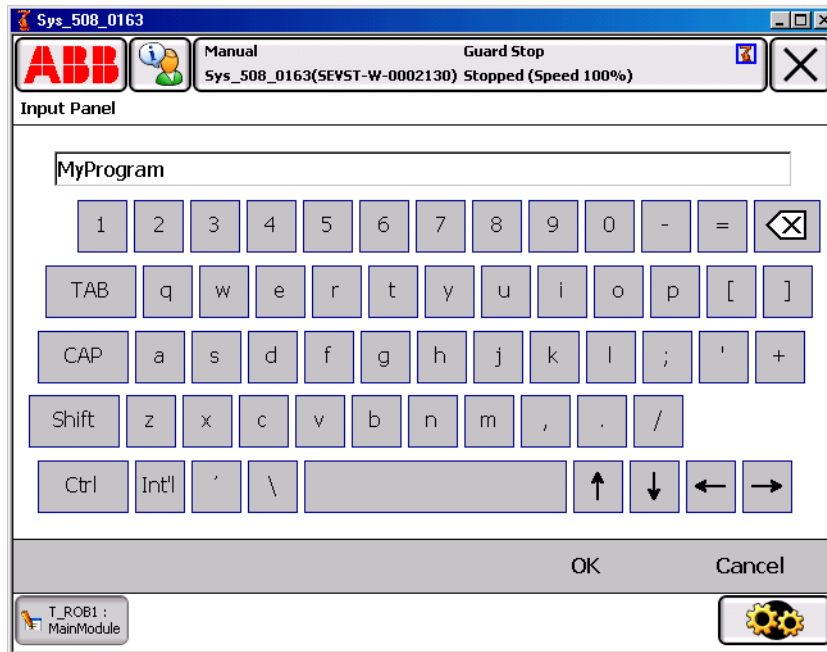 Sys_508_0163
ABB
Manual Guard Stop
Sys_508_0163(SEVST-W-0002130) Stopped (Speed 100%)
Input Panel
MyProgram
1 2 3 4 5 6 7 8 9 0 - =
TAB q w e r t y u i o p [ ]
CAP a s d f g h j k l ; ' +
Shift z x c v b n m , . /
Ctrl Int'l ´ \
OK Cancel
T_ROB1 :
MainModule